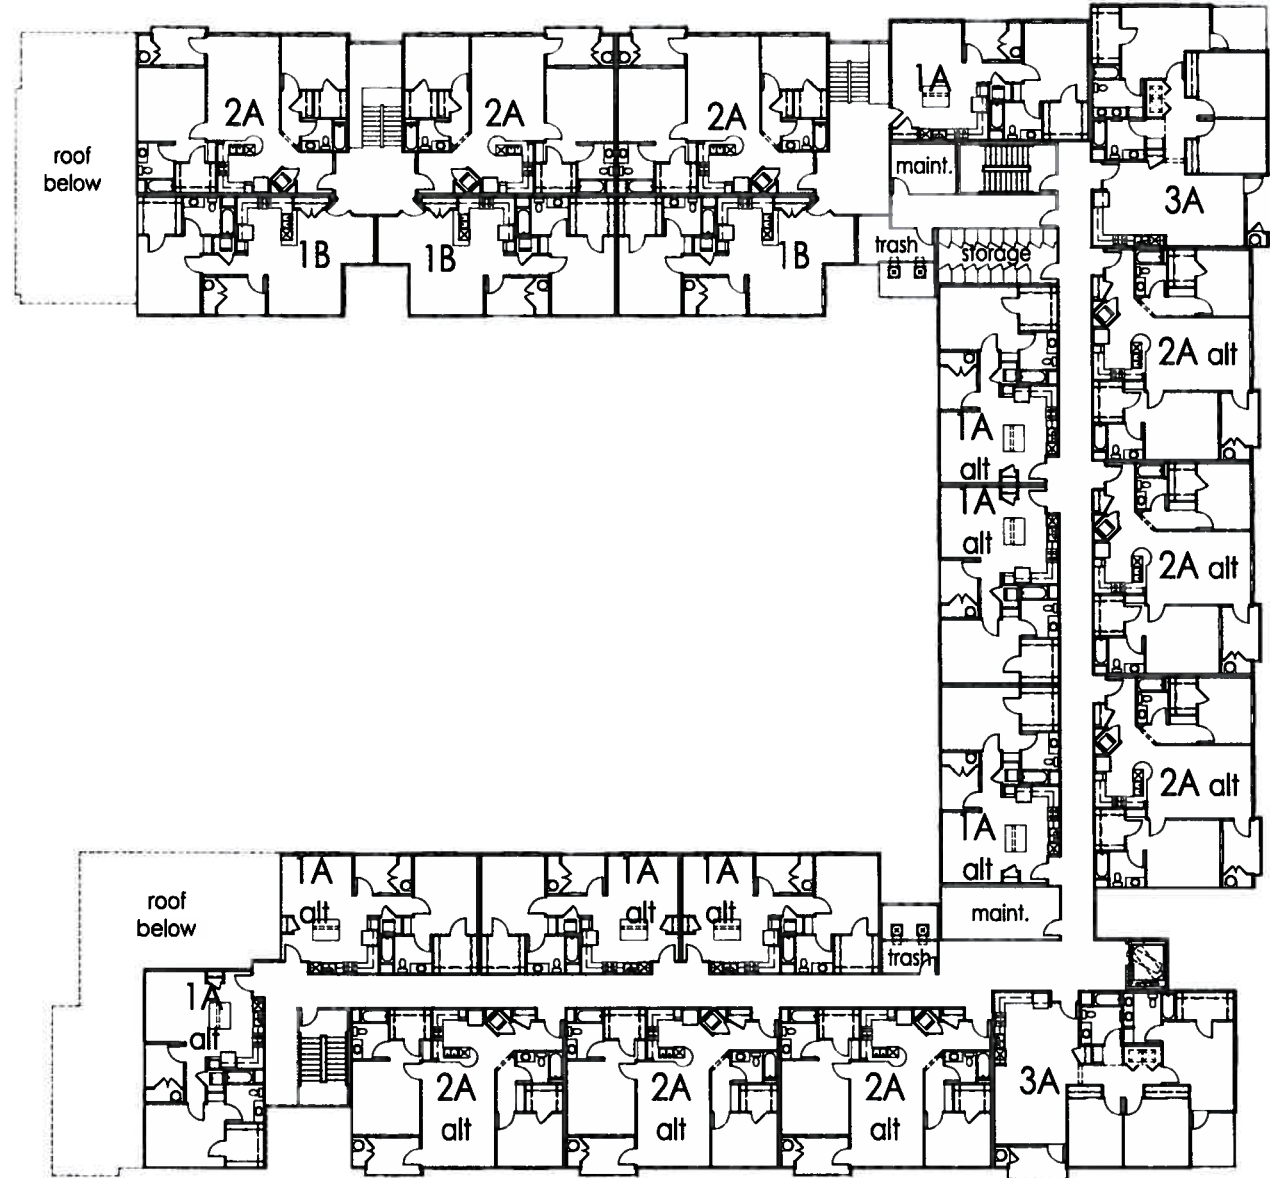 1A
3A
2A
2A
2A
roof
below
maint.
1B
1B
1B
trash
storage
2A alt
1A
alt
1A
alt
2A alt
2A alt
1A
alt
roof
below
1A
alt
1A
alt
1A
alt
maint.
trash
1A
alt
2A
alt
2A
alt
2A
alt
3A